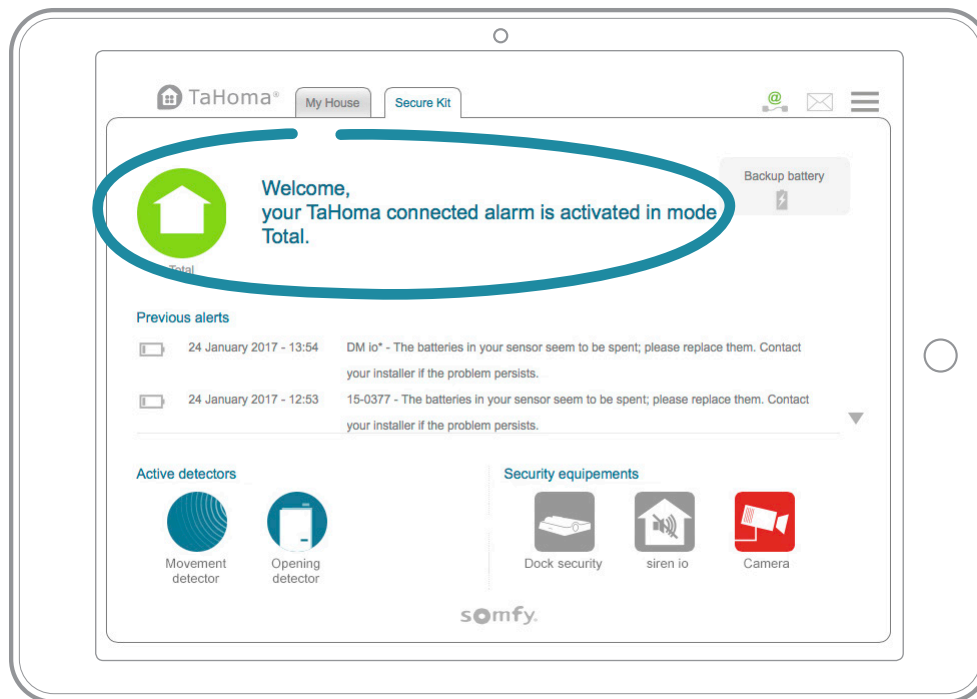 TaHoma®
My House
Secure Kit
@
Welcome,
your TaHoma connected alarm is activated in mode
Total.
Backup battery
Total
Previous alerts
24 January 2017 - 13:54
DM io* - The batteries in your sensor seem to be spent; please replace them. Contact
your installer if the problem persists.
24 January 2017 - 12:53
15-0377 - The batteries in your sensor seem to be spent; please replace them. Contact
your installer if the problem persists.
Active detectors
Movement
detector
Opening
detector
Security equipements
Dock security
siren io
Camera
somfy.